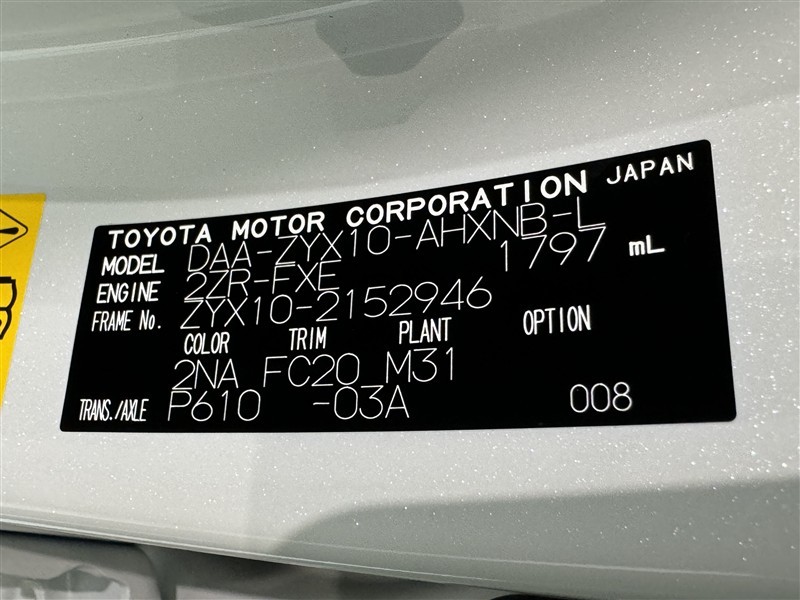 TOYOTA MOTOR CORPORATION JAPAN
MODEL DAA-ZYX10-AHXNB-L
ENGINE 2ZR-FXE 1797 mL
FRAME No. ZYX10-2152946
COLOR TRIM PLANT OPTION
2NA FC20 M31
TRANS./AXLE P610 -03A 008